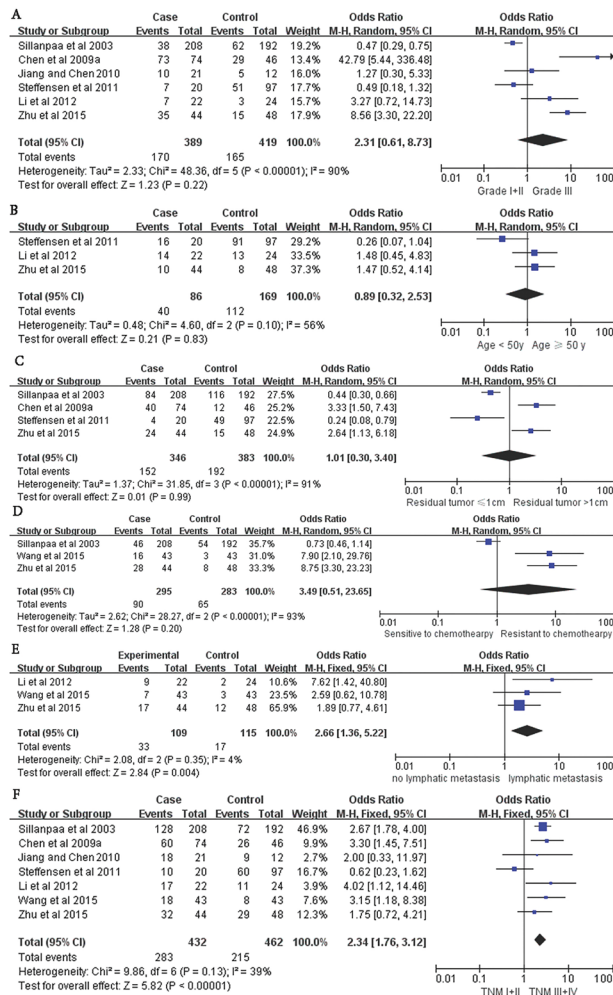 A
Case Control Odds Ratio Odds Ratio
Study or Subgroup Events Total Events Total Weight M-H, Random, 95% CI M-H, Random, 95% CI
Sillanpaa et al 2003 38 208 62 192 19.2% 0.47 [0.29, 0.75]
Chen et al 2009a 73 74 29 46 13.4% 42.79 [5.44, 336.48]
Jiang and Chen 2010 10 21 5 12 17.0% 1.27 [0.30, 5.33]
Steffensen et al 2011 7 20 51 97 18.0% 0.49 [0.18, 1.32]
Li et al 2012 7 22 3 24 15.7% 3.27 [0.72, 14.73]
Zhu et al 2015 35 44 15 48 17.9% 8.56 [3.30, 22.20]
Total (95% CI) 389 419 100.0% 2.31 [0.61, 8.73]
Total events 170 165
Heterogeneity: Tau² = 2.33; Chi² = 48.36, df = 5 (P < 0.00001); I² = 90%
Test for overall effect: Z = 1.23 (P = 0.22)
0.01 0.1 1 10 100
Grade I+II Grade III
B
Case Control Odds Ratio Odds Ratio
Study or Subgroup Events Total Events Total Weight M-H, Random, 95% CI M-H, Random, 95% CI
Steffensen et al 2011 16 20 91 97 29.2% 0.26 [0.07, 1.04]
Li et al 2012 14 22 13 24 33.5% 1.48 [0.45, 4.83]
Zhu et al 2015 10 44 8 48 37.3% 1.47 [0.52, 4.14]
Total (95% CI) 86 169 100.0% 0.89 [0.32, 2.53]
Total events 40 112
Heterogeneity: Tau² = 0.48; Chi² = 4.60, df = 2 (P = 0.10); I² = 56%
Test for overall effect: Z = 0.21 (P = 0.83)
0.01 0.1 1 10 100
Age < 50y Age ⩾ 50 y
C
Case Control Odds Ratio Odds Ratio
Study or Subgroup Events Total Events Total Weight M-H, Random, 95% CI M-H, Random, 95% CI
Sillanpaa et al 2003 84 208 116 192 27.5% 0.44 [0.30, 0.66]
Chen et al 2009a 40 74 12 46 25.2% 3.33 [1.50, 7.43]
Steffensen et al 2011 4 20 49 97 22.5% 0.24 [0.08, 0.79]
Zhu et al 2015 24 44 15 48 24.9% 2.64 [1.13, 6.18]
Total (95% CI) 346 383 100.0% 1.01 [0.30, 3.40]
Total events 152 192
Heterogeneity: Tau² = 1.37; Chi² = 31.85, df = 3 (P < 0.00001); I² = 91%
Test for overall effect: Z = 0.01 (P = 0.99)
0.01 0.1 1 10 100
Residual tumor ⩽1cm Residual tumor >1cm
D
Case Control Odds Ratio Odds Ratio
Study or Subgroup Events Total Events Total Weight M-H, Random, 95% CI M-H, Random, 95% CI
Sillanpaa et al 2003 46 208 54 192 35.7% 0.73 [0.46, 1.14]
Wang et al 2015 16 43 3 43 31.0% 7.90 [2.10, 29.76]
Zhu et al 2015 28 44 8 48 33.3% 8.75 [3.30, 23.23]
Total (95% CI) 295 283 100.0% 3.49 [0.51, 23.65]
Total events 90 65
Heterogeneity: Tau² = 2.62; Chi² = 28.27, df = 2 (P < 0.00001); I² = 93%
Test for overall effect: Z = 1.28 (P = 0.20)
0.01 0.1 1 10 100
Sensitive to chemothearpy Resistant to chemothearpy
E
Experimental Control Odds Ratio Odds Ratio
Study or Subgroup Events Total Events Total Weight M-H, Fixed, 95% CI M-H, Fixed, 95% CI
Li et al 2012 9 22 2 24 10.6% 7.62 [1.42, 40.80]
Wang et al 2015 7 43 3 43 23.5% 2.59 [0.62, 10.78]
Zhu et al 2015 17 44 12 48 65.9% 1.89 [0.77, 4.61]
Total (95% CI) 109 115 100.0% 2.66 [1.36, 5.22]
Total events 33 17
Heterogeneity: Chi² = 2.08, df = 2 (P = 0.35); I² = 4%
Test for overall effect: Z = 2.84 (P = 0.004)
0.01 0.1 1 10 100
no lymphatic metastasis lymphatic metastasis
F
Case Control Odds Ratio Odds Ratio
Study or Subgroup Events Total Events Total Weight M-H, Fixed, 95% CI M-H, Fixed, 95% CI
Sillanpaa et al 2003 128 208 72 192 46.9% 2.67 [1.78, 4.00]
Chen et al 2009a 60 74 26 46 9.5% 3.30 [1.45, 7.51]
Jiang and Chen 2010 18 21 9 12 2.7% 2.00 [0.33, 11.97]
Steffensen et al 2011 10 20 60 97 18.0% 0.62 [0.23, 1.62]
Li et al 2012 17 22 11 24 3.1% 4.02 [1.12, 14.46]
Wang et al 2015 18 43 8 43 7.6% 3.15 [1.18, 8.38]
Zhu et al 2015 32 44 29 48 12.3% 1.75 [0.72, 4.21]
Total (95% CI) 432 462 100.0% 2.34 [1.76, 3.12]
Total events 283 215
Heterogeneity: Chi² = 9.86, df = 6 (P = 0.13); I² = 39%
Test for overall effect: Z = 5.82 (P < 0.00001)
0.01 0.1 1 10 100
TNM I+II TNM III+IV